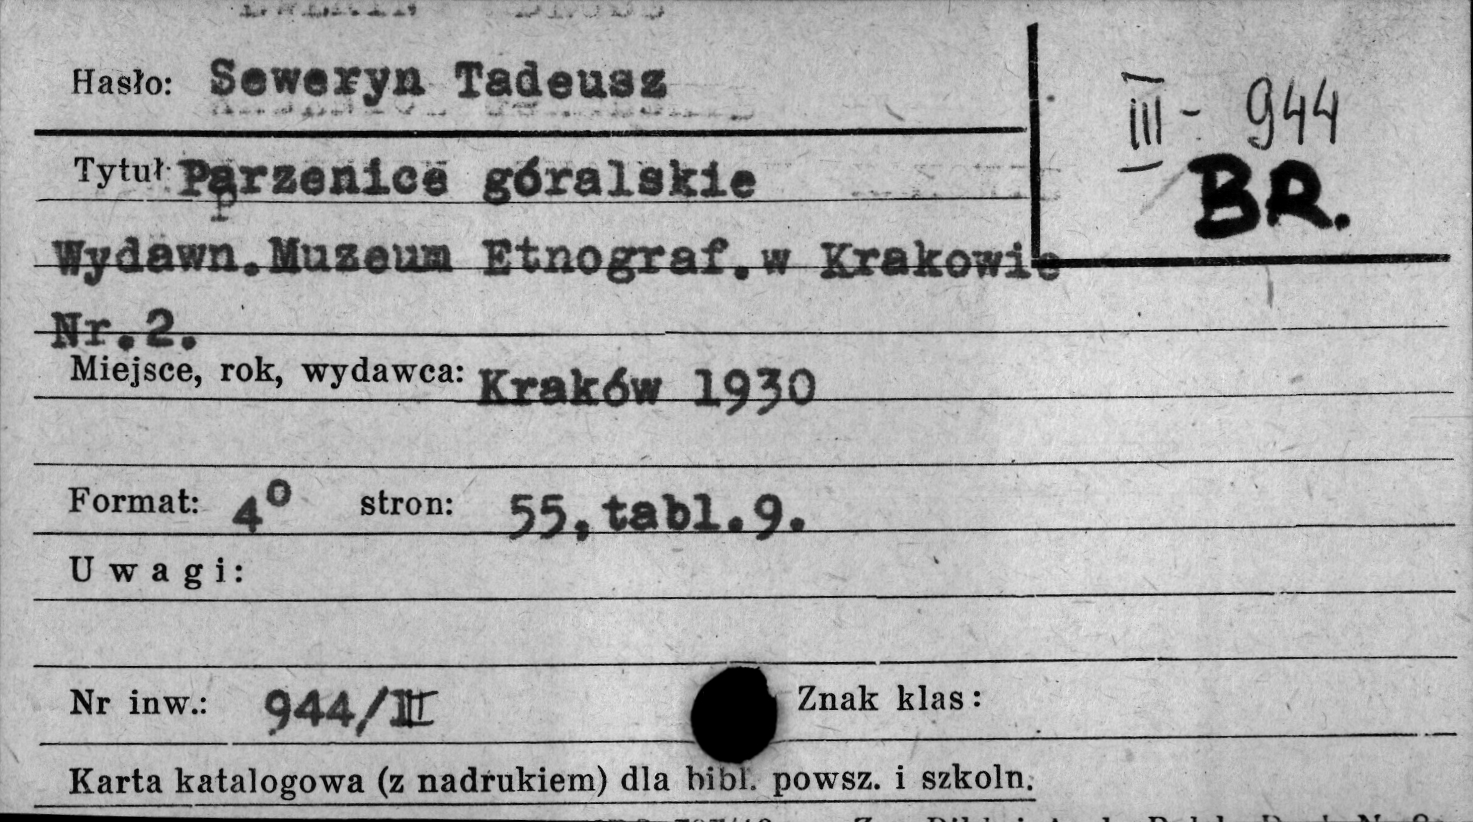 Hasło: Seweryn Tadeusz
III - 944
BR.
Tytuł: Parzenice góralskie
Wydawn. Muzeum Etnograf. w Krakowie
Nr. 2.
Miejsce, rok, wydawca: Kraków 1930
Format: 4° stron: 55, tabl. 9.
Uwagi:
Nr inw.: 944/III Znak klas:
Karta katalogowa (z nadrukiem) dla bibl. powsz. i szkoln.